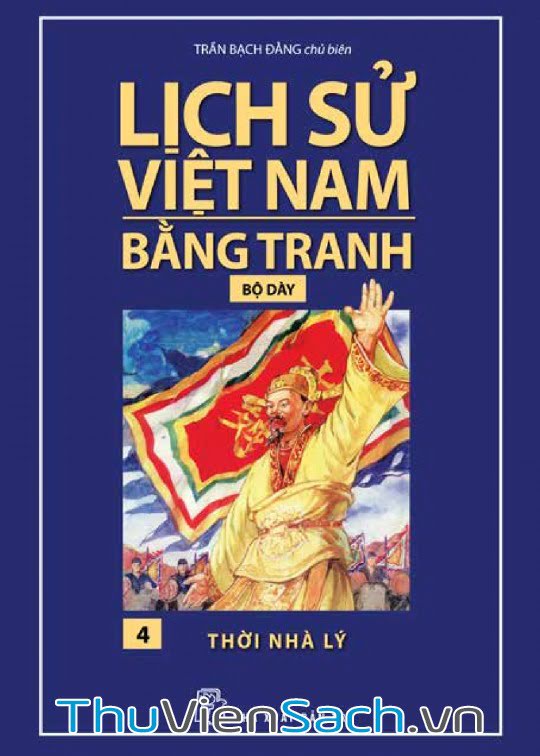 TRẦN BẠCH ĐẰNG chủ biên
LỊCH SỬ
VIỆT NAM
BẰNG TRANH
BỘ DÀY
4 THỜI NHÀ LÝ
ThuVienSach.vn